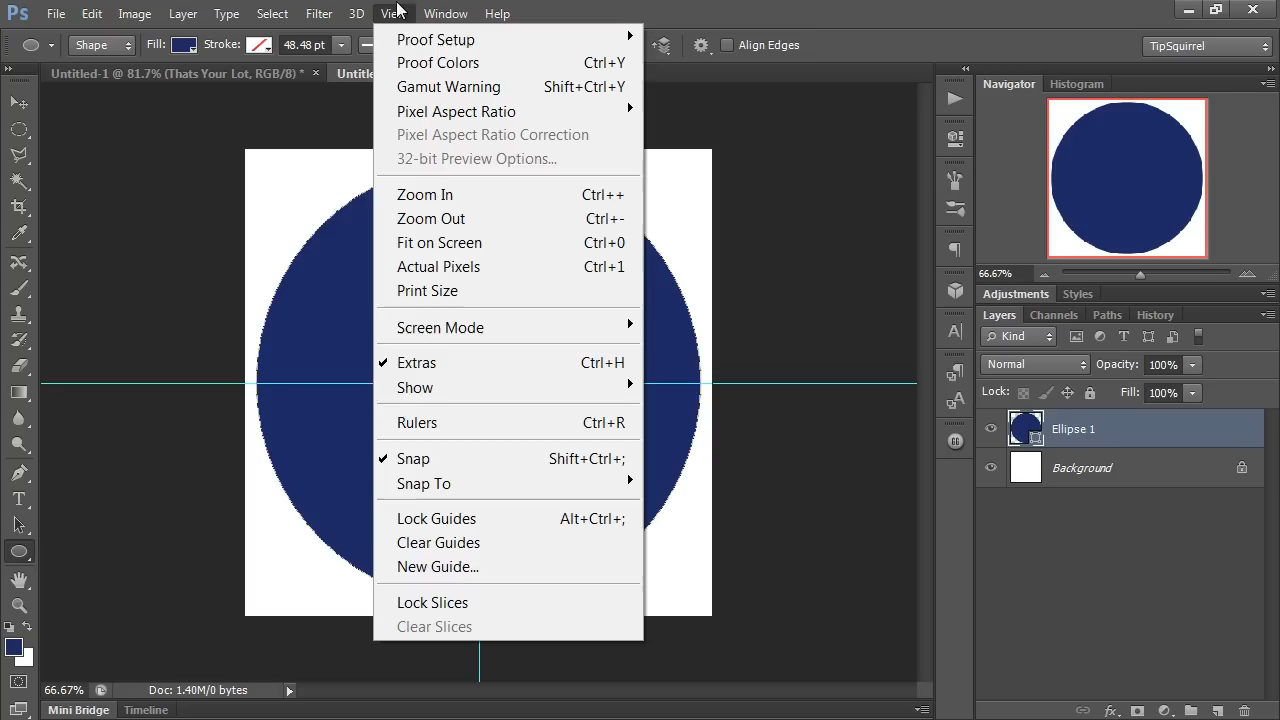 Ps File Edit Image Layer Type Select Filter 3D View Window Help
Shape Fill: Stroke: 48.48 pt Align Edges TipSquirrel
Untitled-1 @ 81.7% (Thats Your Lot, RGB/8) * × Untitled
Proof Setup
Proof Colors Ctrl+Y
Gamut Warning Shift+Ctrl+Y
Pixel Aspect Ratio
Pixel Aspect Ratio Correction
32-bit Preview Options...
Zoom In Ctrl++
Zoom Out Ctrl+-
Fit on Screen Ctrl+0
Actual Pixels Ctrl+1
Print Size
Screen Mode
Extras Ctrl+H
Show
Rulers Ctrl+R
Snap Shift+Ctrl+;
Snap To
Lock Guides Alt+Ctrl+;
Clear Guides
New Guide...
Lock Slices
Clear Slices
Navigator Histogram
66.67%
Adjustments Styles
Layers Channels Paths History
Kind
Normal Opacity: 100%
Lock: Fill: 100%
Ellipse 1
Background
66.67% Doc: 1.40M/0 bytes
Mini Bridge Timeline